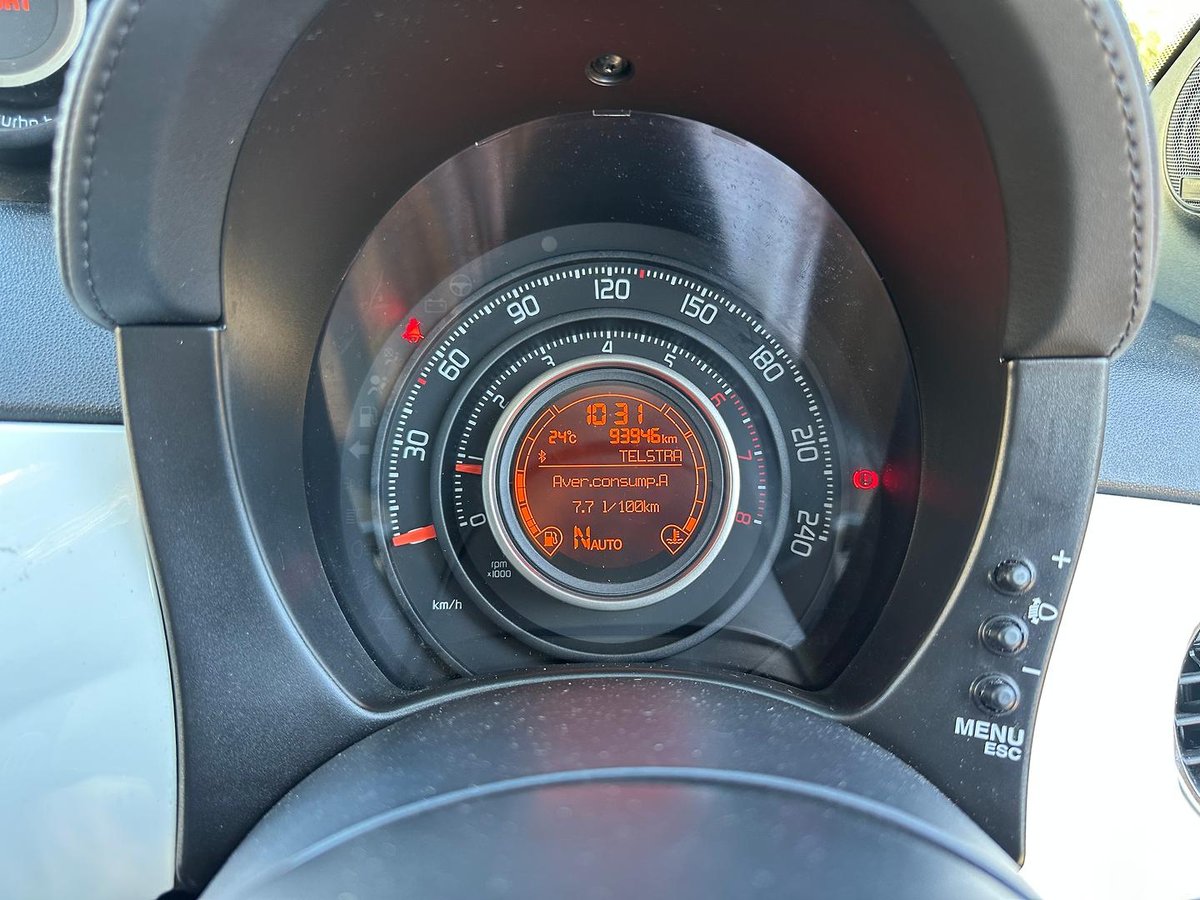 30
60
90
120
150
180
210
240
0
2
3
4
5
6
7
8
10:31
24°C 93946km
TELSTRA
Aver.consump.A
7.7 l/100km
N AUTO
rpm
x1000
km/h
+
-
MENU
ESC